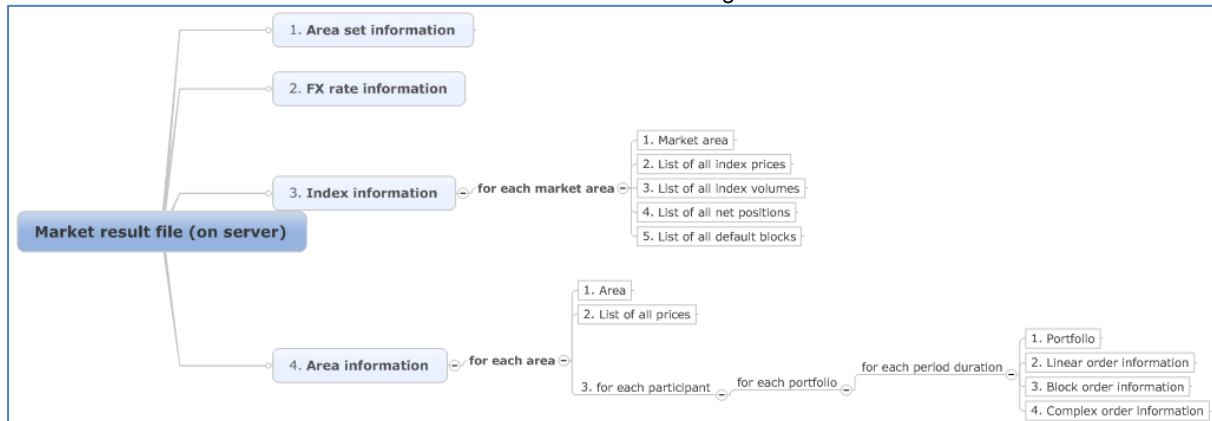 1. Area set information
2. FX rate information
3. Index information
for each market area
1. Market area
2. List of all index prices
3. List of all index volumes
4. List of all net positions
5. List of all default blocks
Market result file (on server)
4. Area information
for each area
1. Area
2. List of all prices
3. for each participant
for each portfolio
for each period duration
1. Portfolio
2. Linear order information
3. Block order information
4. Complex order information